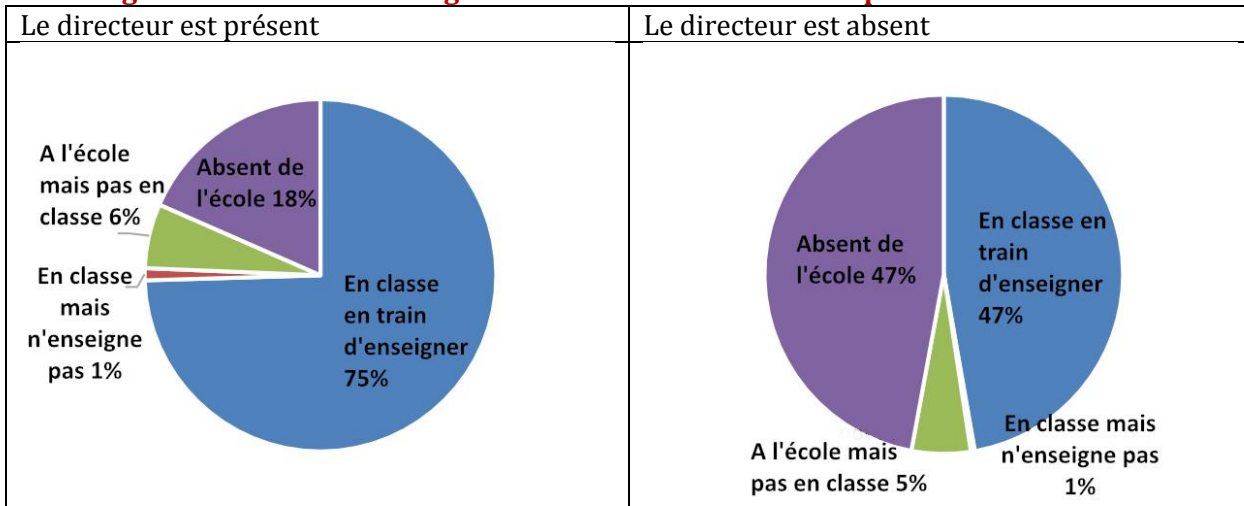 Le directeur est présent
Le directeur est absent
A l'école
mais pas en
classe 6%
Absent de
l'école 18%
En classe
mais
n'enseigne
pas 1%
En classe
en train
d'enseigner
75%
Absent de
l'école 47%
En classe en
train
d'enseigner
47%
A l'école mais
pas en classe 5%
En classe mais
n'enseigne pas
1%